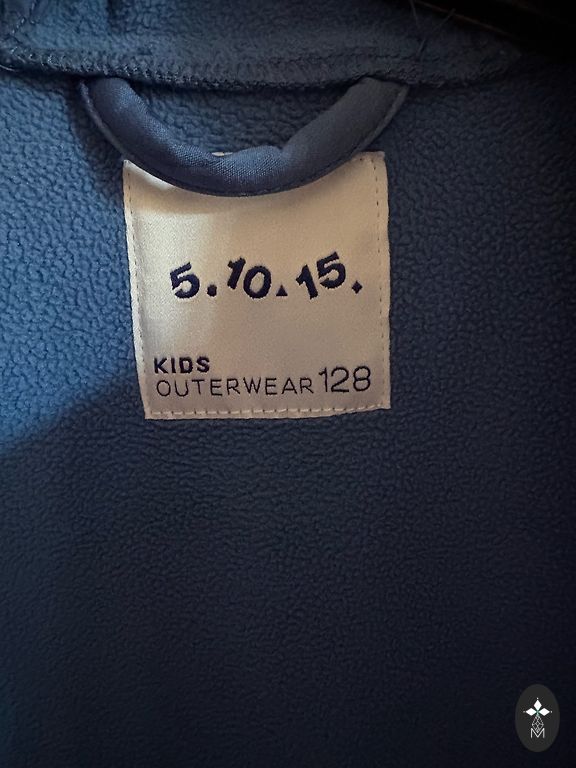 5.10.15.
KIDS
OUTERWEAR 128
M